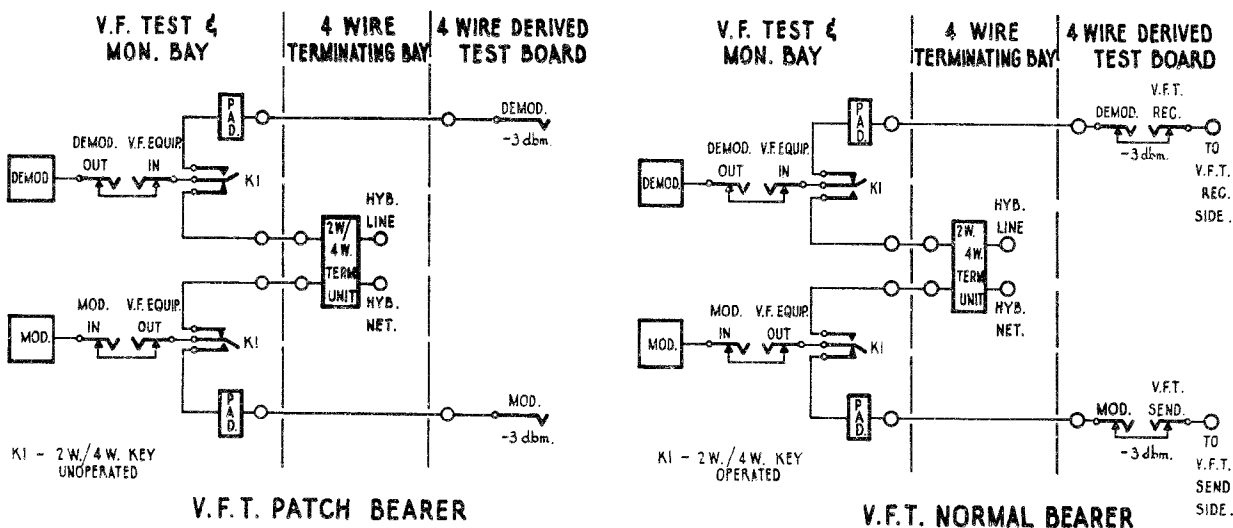 V.F. TEST &
MON. BAY
4 WIRE
TERMINATING BAY
4 WIRE DERIVED
TEST BOARD
PAD.
DEMOD.
-3 dbm.
DEMOD. V.F. EQUIP.
OUT IN
DEMOD.
K1
HYB.
LINE
2W/
4W.
TERM
UNIT
HYB.
NET.
MOD. V.F. EQUIP.
IN OUT
MOD.
K1
PAD.
MOD.
-3 dbm.
K1 - 2W./4W. KEY
UNOPERATED
V.F.T. PATCH BEARER
V.F. TEST &
MON. BAY
4 WIRE
TERMINATING BAY
4 WIRE DERIVED
TEST BOARD
PAD.
V.F.T.
DEMOD. REC.
-3 dbm.
TO
V.F.T.
REC.
SIDE.
DEMOD. V.F. EQUIP.
OUT IN
DEMOD.
K1
HYB.
LINE
2W.
4W.
TERM
UNIT
HYB.
NET.
MOD. V.F. EQUIP.
IN OUT
MOD.
K1
PAD.
V.F.T.
MOD. SEND.
-3 dbm.
TO
V.F.T.
SEND
SIDE.
K1 - 2W./4W. KEY
OPERATED
V.F.T. NORMAL BEARER